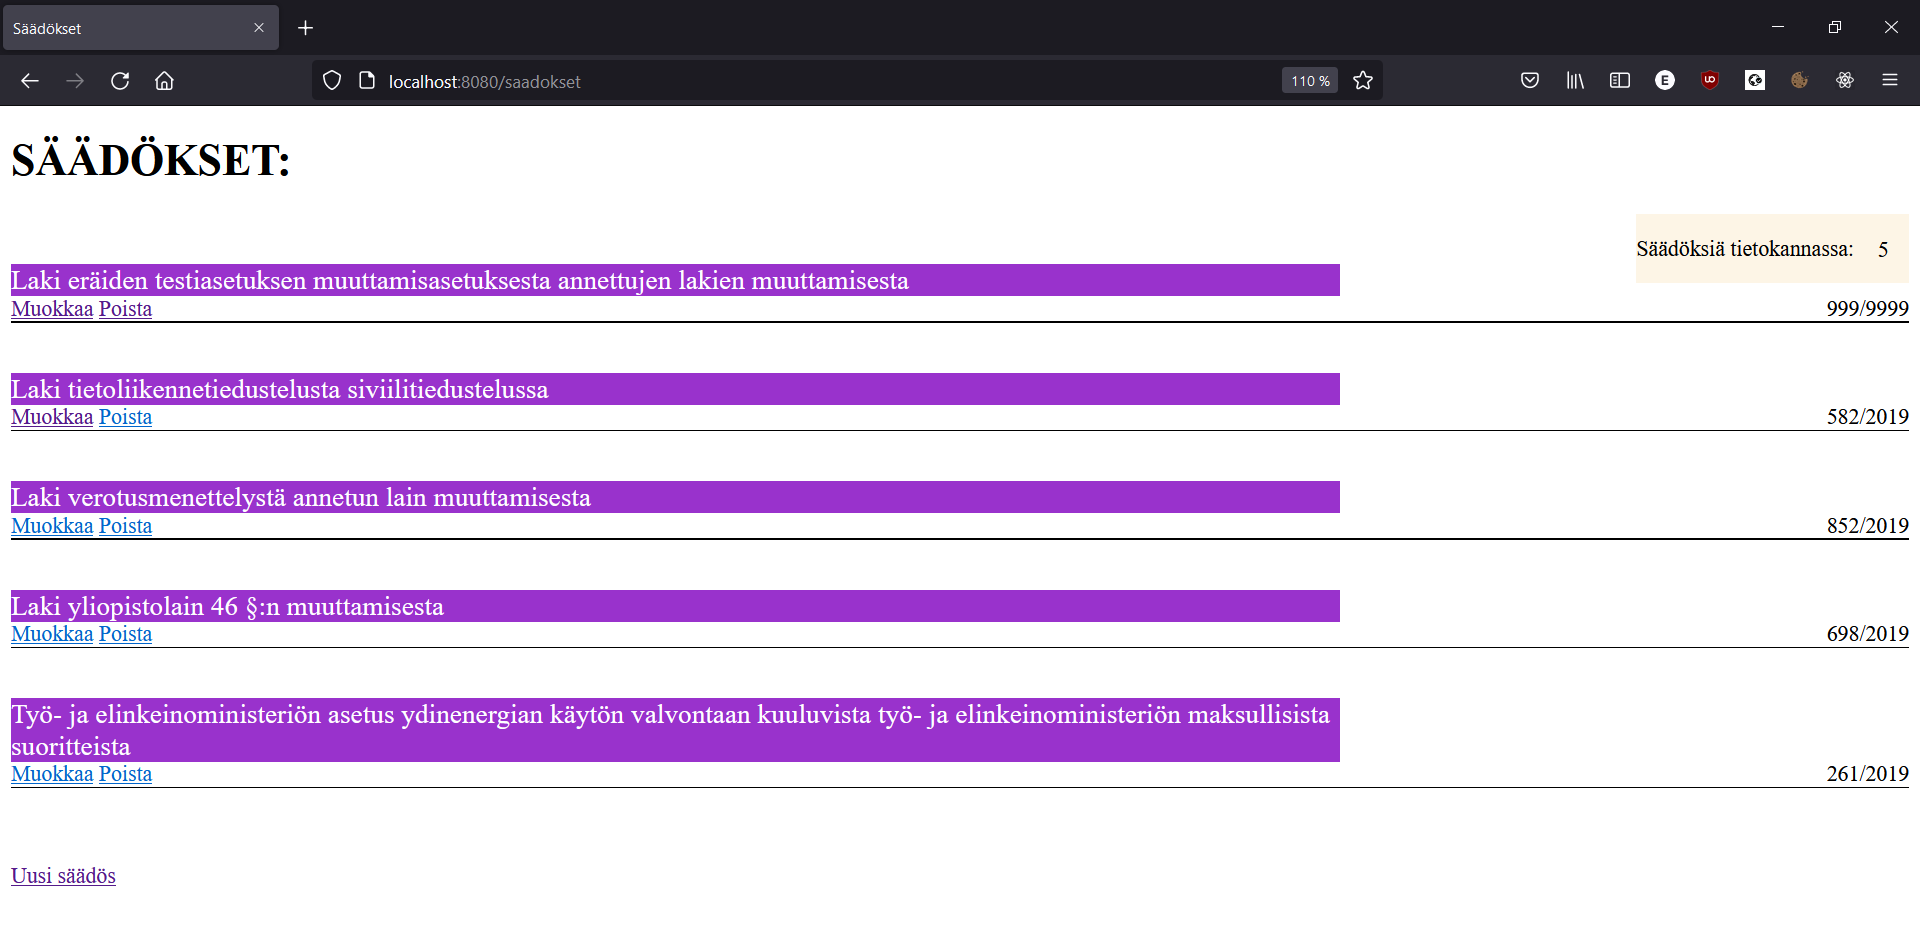 Säädökset
localhost:8080/saadokset
110 %
SÄÄDÖKSET:
Säädöksiä tietokannassa: 5
Laki eräiden testiasetuksen muuttamisasetuksesta annettujen lakien muuttamisesta
Muokkaa Poista 999/9999
Laki tietoliikennetiedustelusta siviilitiedustelussa
Muokkaa Poista 582/2019
Laki verotusmenettelystä annetun lain muuttamisesta
Muokkaa Poista 852/2019
Laki yliopistolain 46 §:n muuttamisesta
Muokkaa Poista 698/2019
Työ- ja elinkeinoministeriön asetus ydinenergian käytön valvontaan kuuluvista työ- ja elinkeinoministeriön maksullisista
suoritteista
Muokkaa Poista 261/2019
Uusi säädös